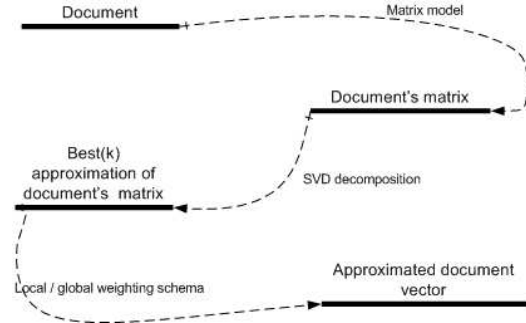 Document
Matrix model
Document's matrix
Best(k)
approximation of
document's matrix
SVD decomposition
Local / global weighting schema
Approximated document
vector